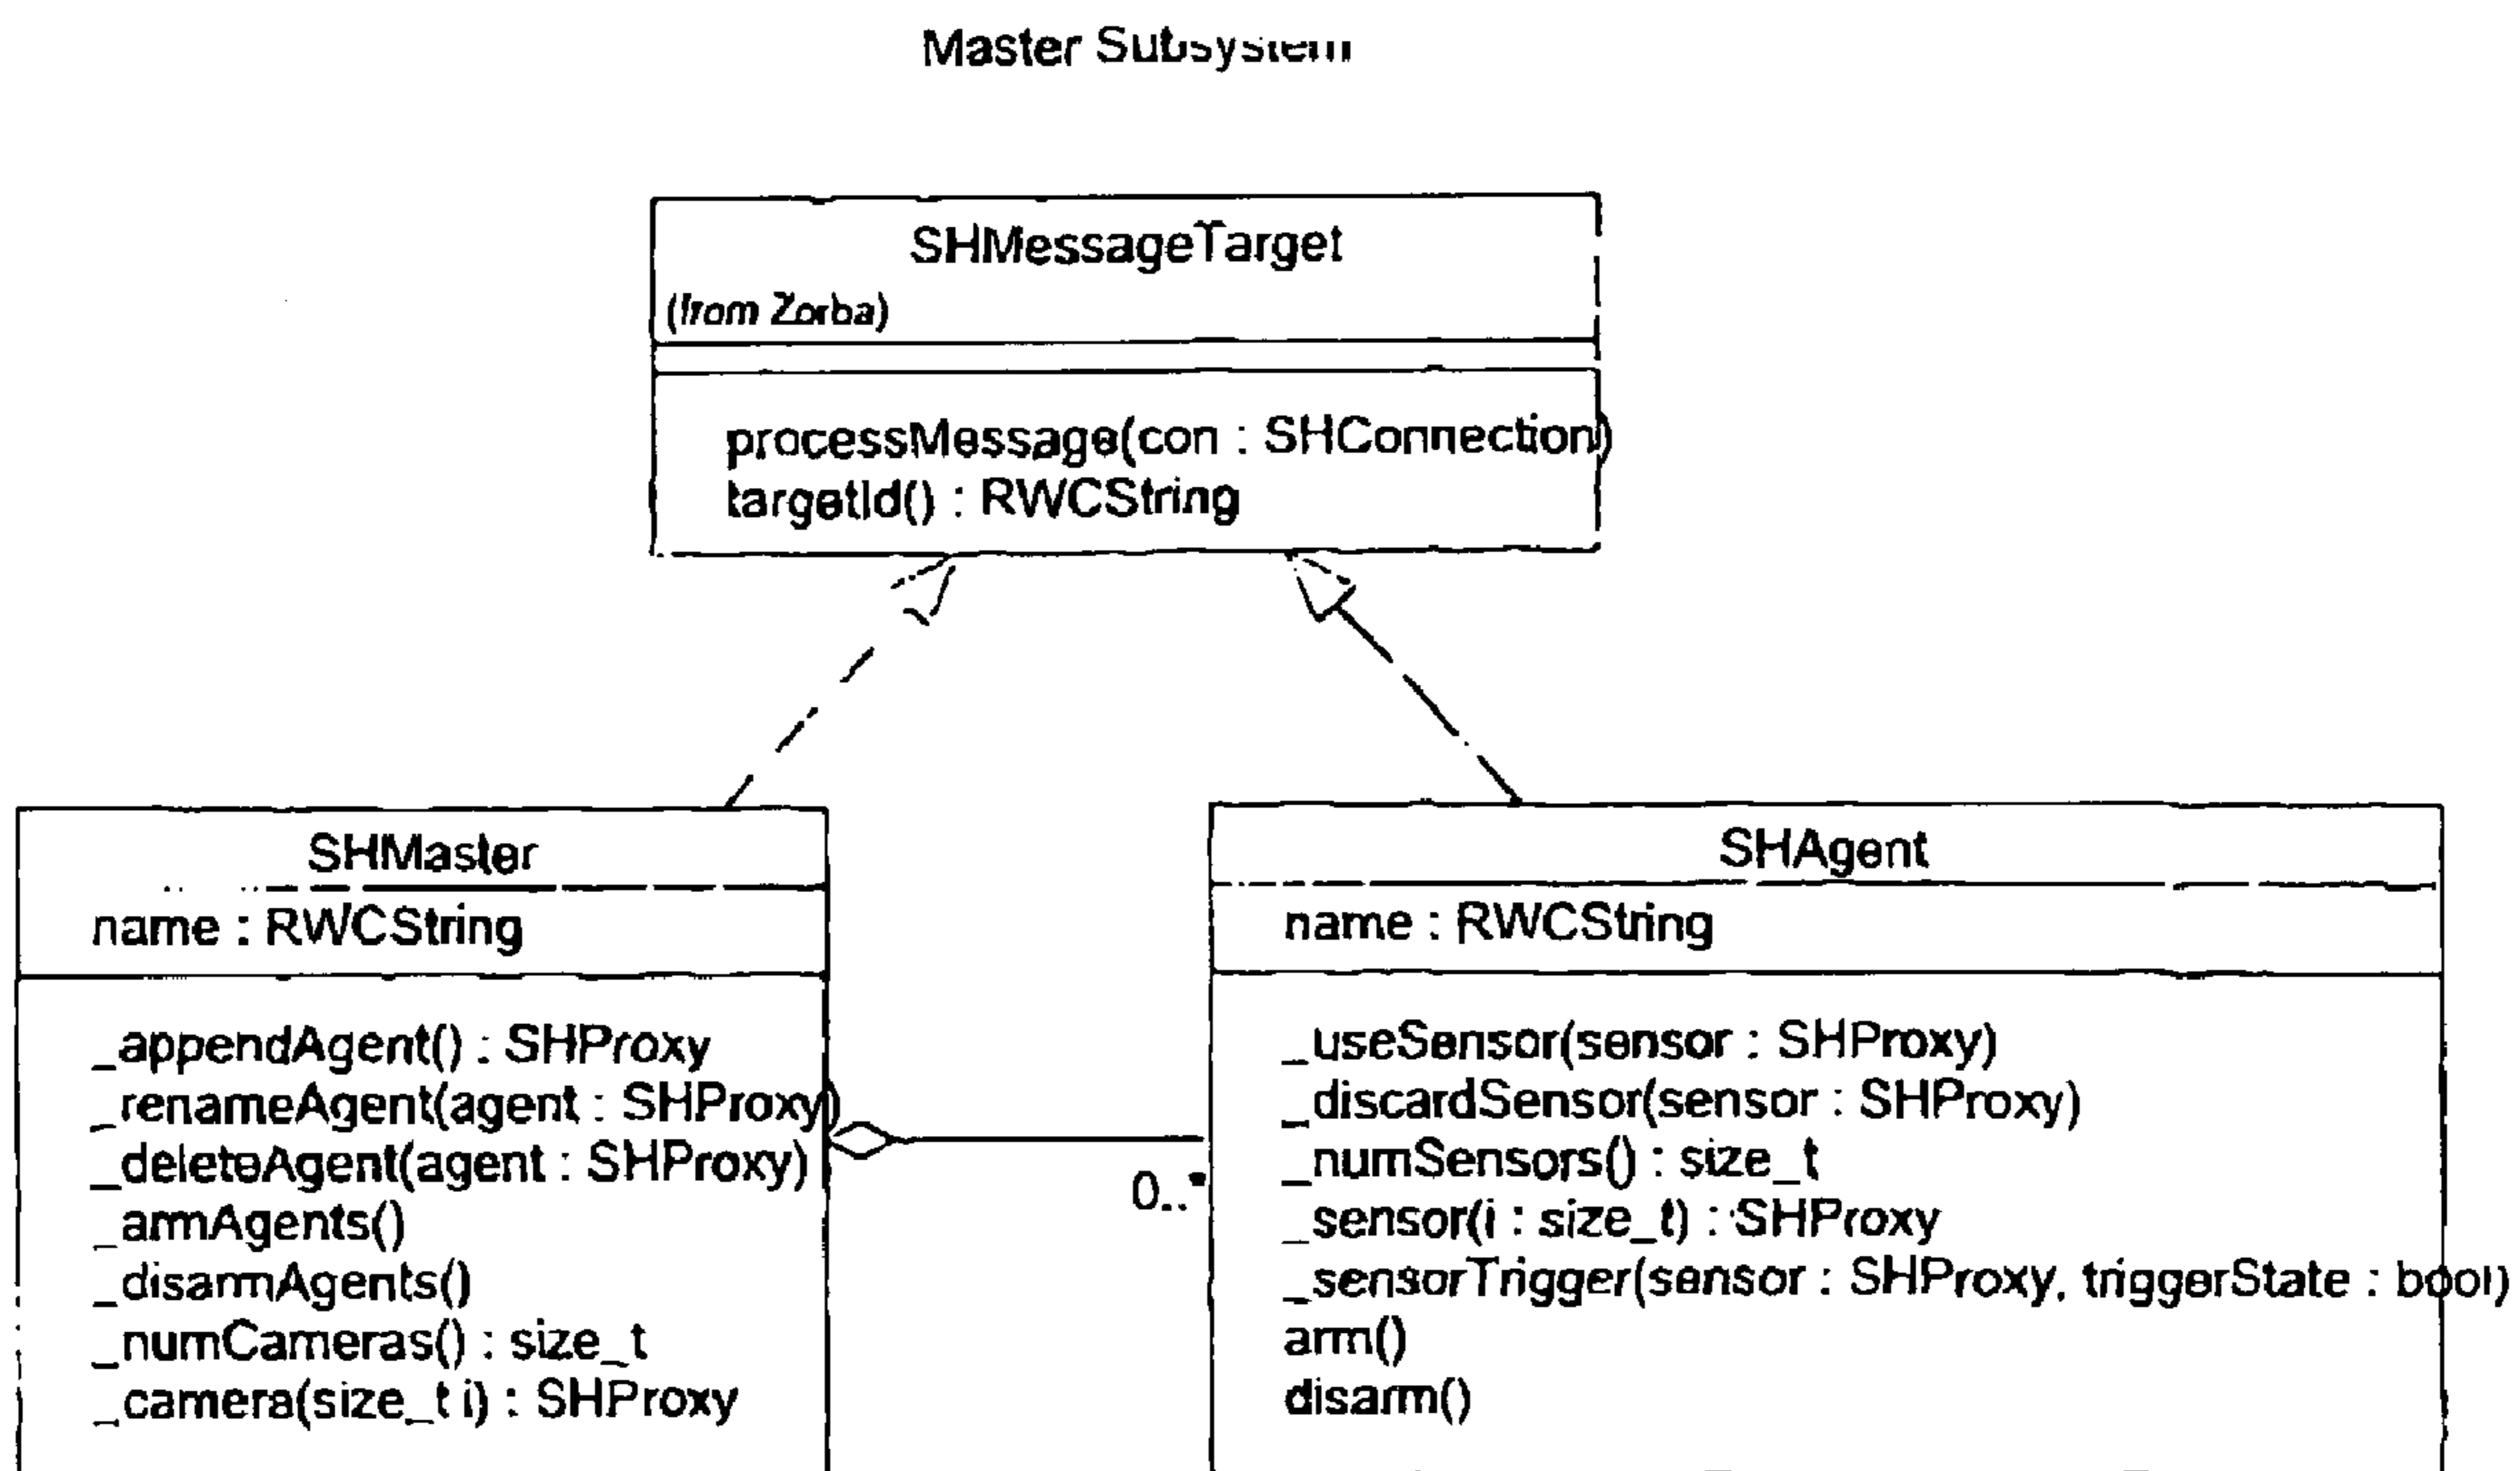 Master Subsystem
SHMessageTarget
(from Zorba)
processMessage(con : SHConnection)
targetId() : RWCString
SHMaster
name : RWCString
_appendAgent() : SHProxy
_renameAgent(agent : SHProxy)
_deleteAgent(agent : SHProxy)
_armAgents()
_disarmAgents()
_numCameras() : size_t
_camera(size_t i) : SHProxy
0..*
SHAgent
name : RWCString
_useSensor(sensor : SHProxy)
_discardSensor(sensor : SHProxy)
_numSensors() : size_t
_sensor(i : size_t) : SHProxy
_sensorTrigger(sensor : SHProxy, triggerState : bool)
arm()
disarm()